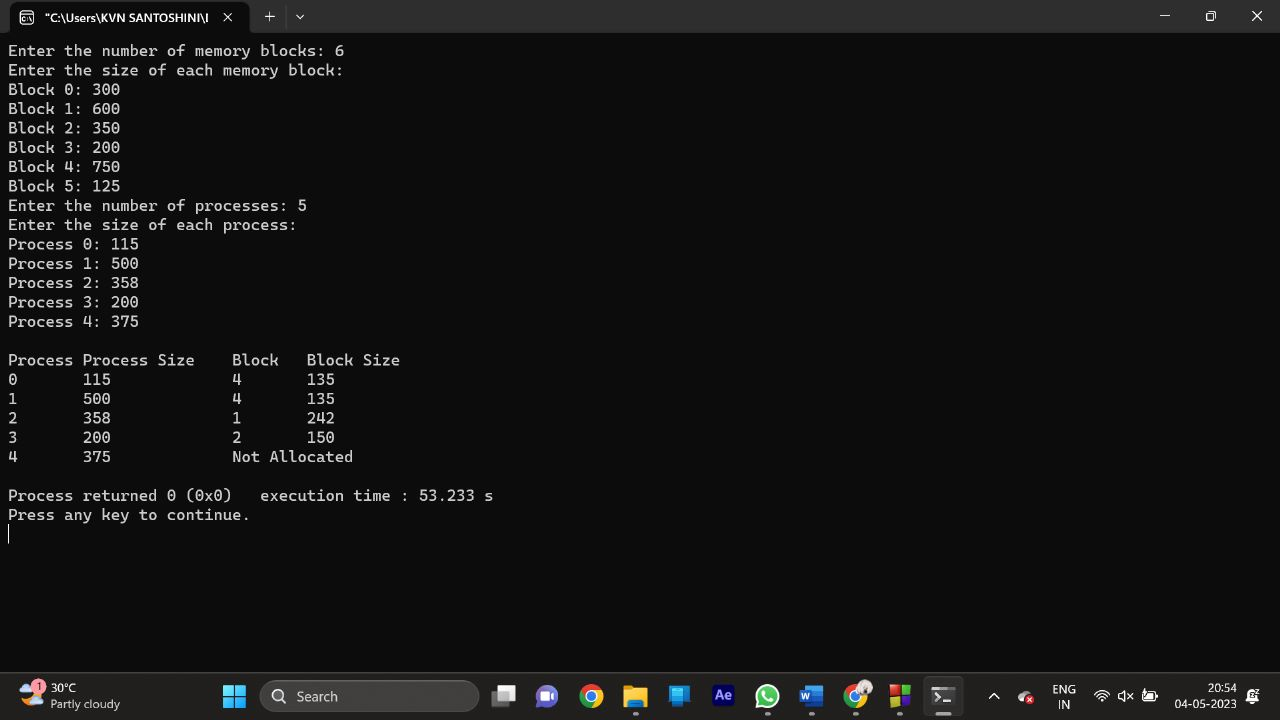 "C:\Users\KVN SANTOSHINI\I
Enter the number of memory blocks: 6
Enter the size of each memory block:
Block 0: 300
Block 1: 600
Block 2: 350
Block 3: 200
Block 4: 750
Block 5: 125
Enter the number of processes: 5
Enter the size of each process:
Process 0: 115
Process 1: 500
Process 2: 358
Process 3: 200
Process 4: 375
Process Process Size    Block   Block Size
0       115             4       135
1       500             4       135
2       358             1       242
3       200             2       150
4       375             Not Allocated
Process returned 0 (0x0)   execution time : 53.233 s
Press any key to continue.
1
30°C
Partly cloudy
Search
Ae
W
ENG
IN
20:54
04-05-2023